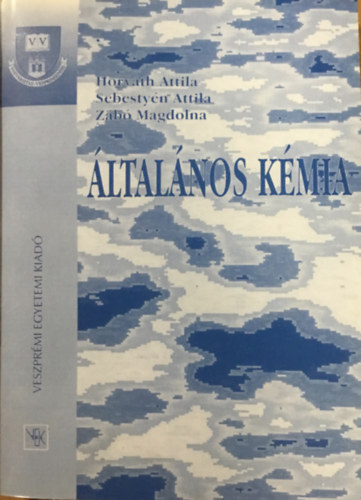 Horváth Attila
Sebestyén Attila
Zábó Magdolna
ÁLTALÁNOS KÉMIA
VESZPRÉMI EGYETEMI KIADÓ